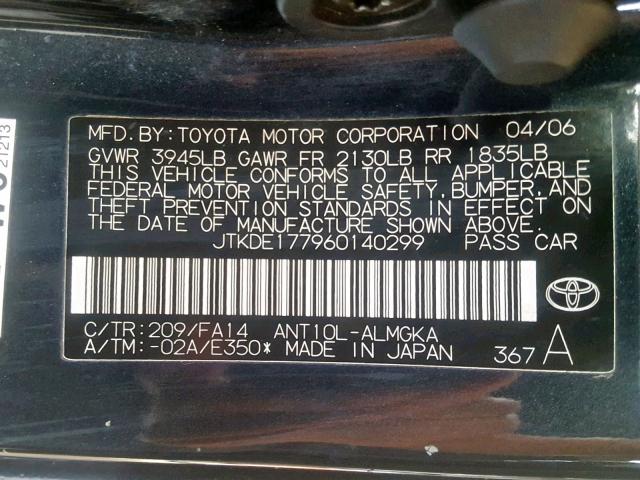 MFD.BY:TOYOTA MOTOR CORPORATION 04/06
GVWR 3945LB GAWR FR 2130LB RR 1835LB
THIS VEHICLE CONFORMS TO ALL APPLICABLE
FEDERAL MOTOR VEHICLE SAFETY, BUMPER, AND
THEFT PREVENTION STANDARDS IN EFFECT ON
THE DATE OF MANUFACTURE SHOWN ABOVE.
JTKDE177960140299 PASS CAR
C/TR:209/FA14 ANT10L-ALMGKA
A/TM:-02A/E350* MADE IN JAPAN 367 A
21213